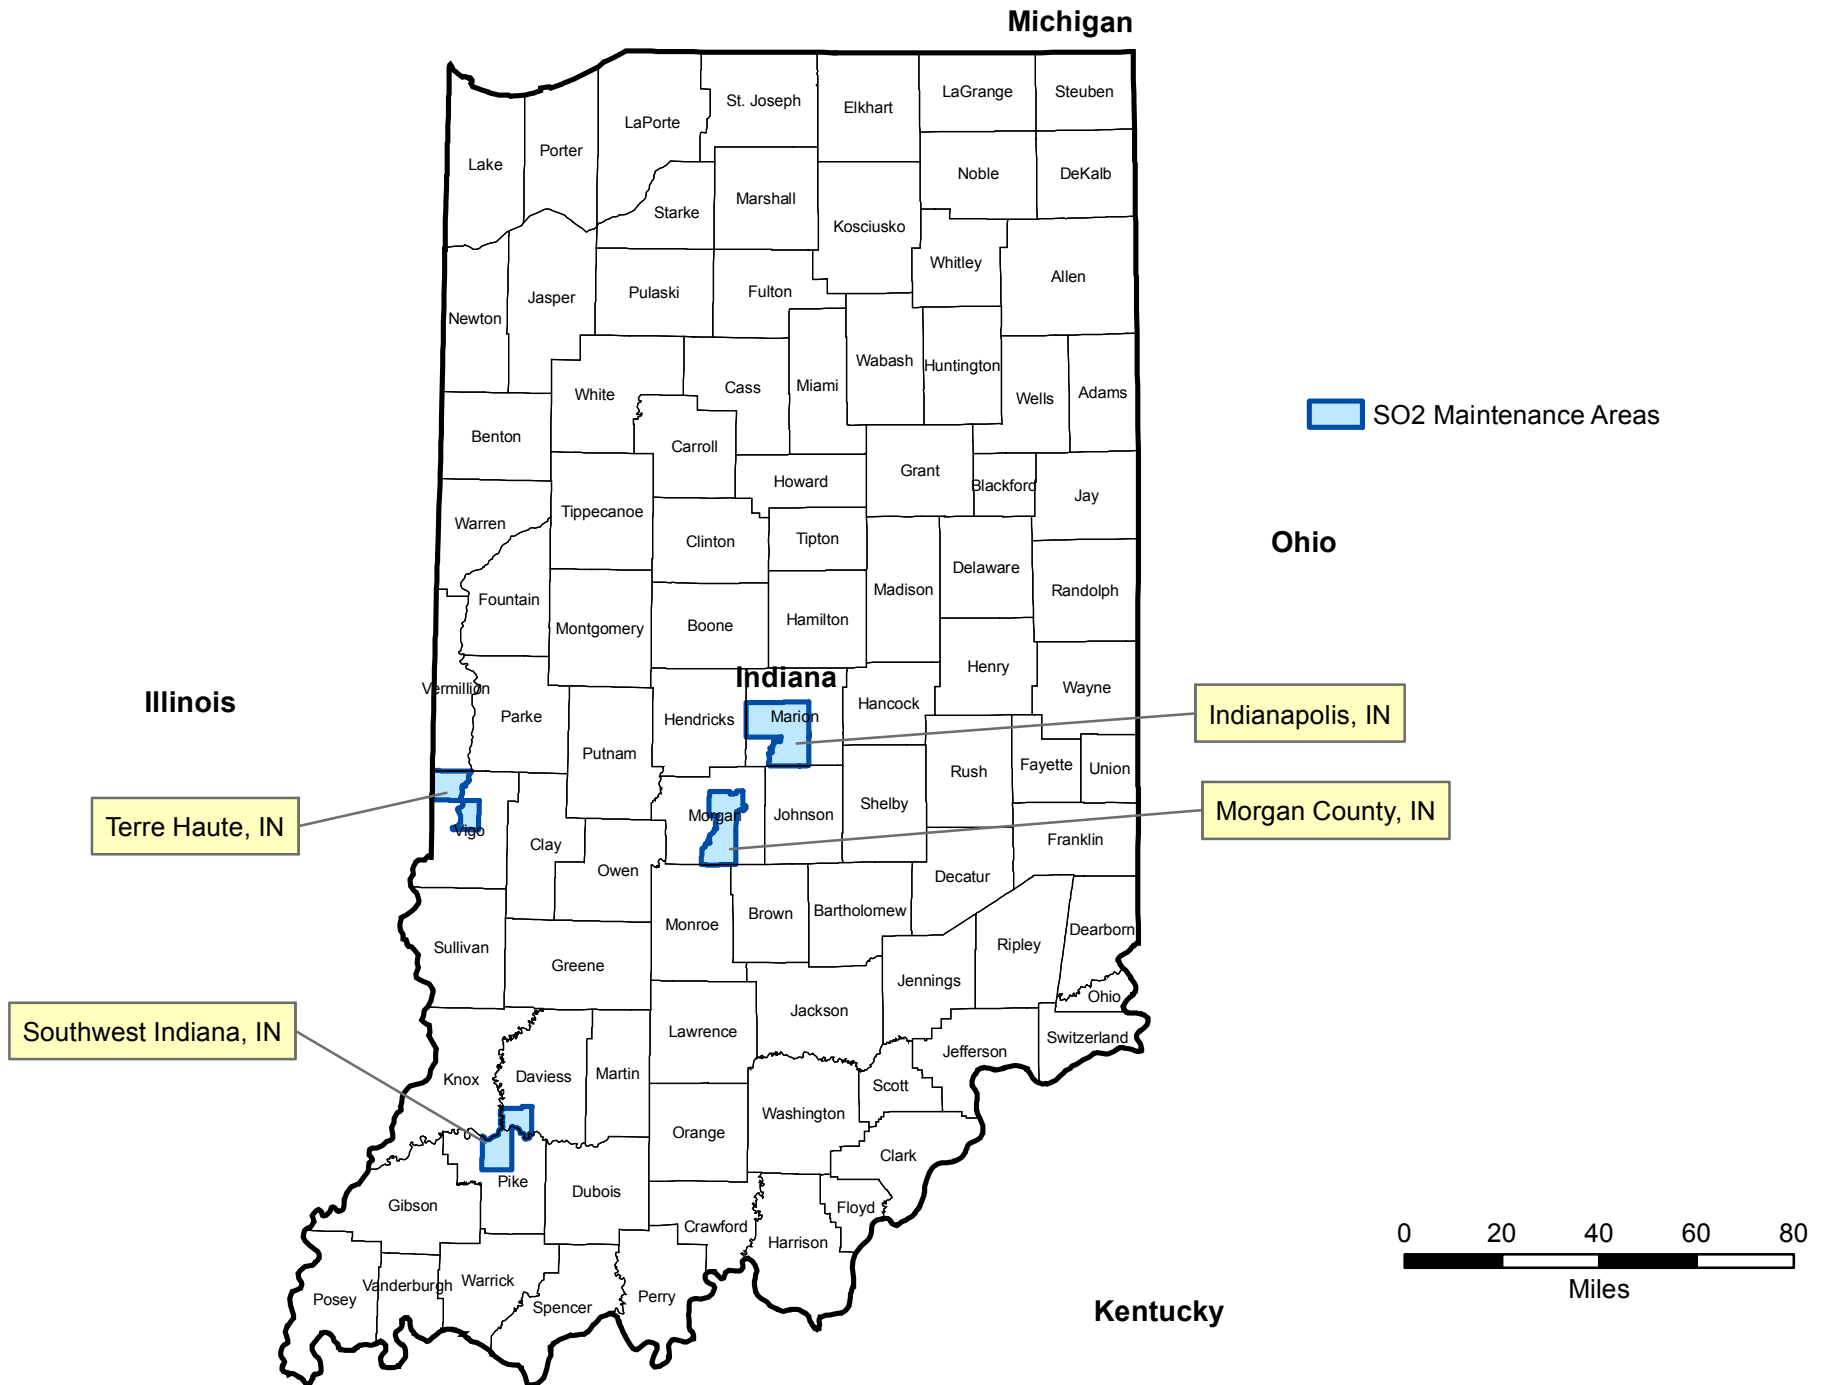 Michigan
LaGrange
Steuben
St. Joseph
Elkhart
LaPorte
Porter
Lake
Noble
DeKalb
Marshall
Starke
Kosciusko
Whitley
Allen
Pulaski
Fulton
Jasper
Newton
Wabash
Huntington
Cass
Miami
White
Wells
Adams
SO2 Maintenance Areas
Benton
Carroll
Grant
Howard
Blackford
Jay
Tippecanoe
Warren
Clinton
Tipton
Ohio
Delaware
Madison
Randolph
Fountain
Montgomery
Boone
Hamilton
Henry
Indiana
Vermillion
Wayne
Illinois
Hancock
Parke
Hendricks
Marion
Indianapolis, IN
Putnam
Rush
Fayette
Union
Shelby
Morgan County, IN
Morgan
Johnson
Terre Haute, IN
Vigo
Clay
Franklin
Owen
Decatur
Brown
Bartholomew
Monroe
Dearborn
Sullivan
Ripley
Greene
Jennings
Ohio
Jackson
Southwest Indiana, IN
Lawrence
Switzerland
Jefferson
Knox
Daviess
Martin
Scott
Washington
Orange
Clark
Pike
Dubois
Gibson
Floyd
Crawford
Harrison
0 20 40 60 80
Miles
Warrick
Vanderburgh
Posey
Perry
Spencer
Kentucky